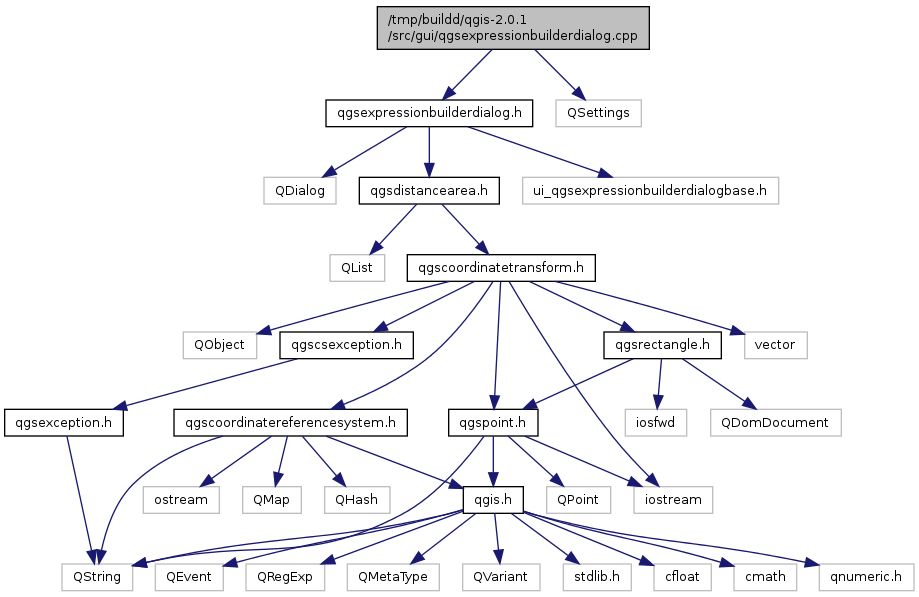 /tmp/buildd/qgis-2.0.1
/src/gui/qgsexpressionbuilderdialog.cpp
qgsexpressionbuilderdialog.h
QSettings
QDialog
qgsdistancearea.h
ui_qgsexpressionbuilderdialogbase.h
QList
qgscoordinatetransform.h
QObject
qgscsexception.h
qgsrectangle.h
vector
qgsexception.h
qgscoordinatereferencesystem.h
qgspoint.h
iosfwd
QDomDocument
ostream
QMap
QHash
qgis.h
QPoint
iostream
QString
QEvent
QRegExp
QMetaType
QVariant
stdlib.h
cfloat
cmath
qnumeric.h